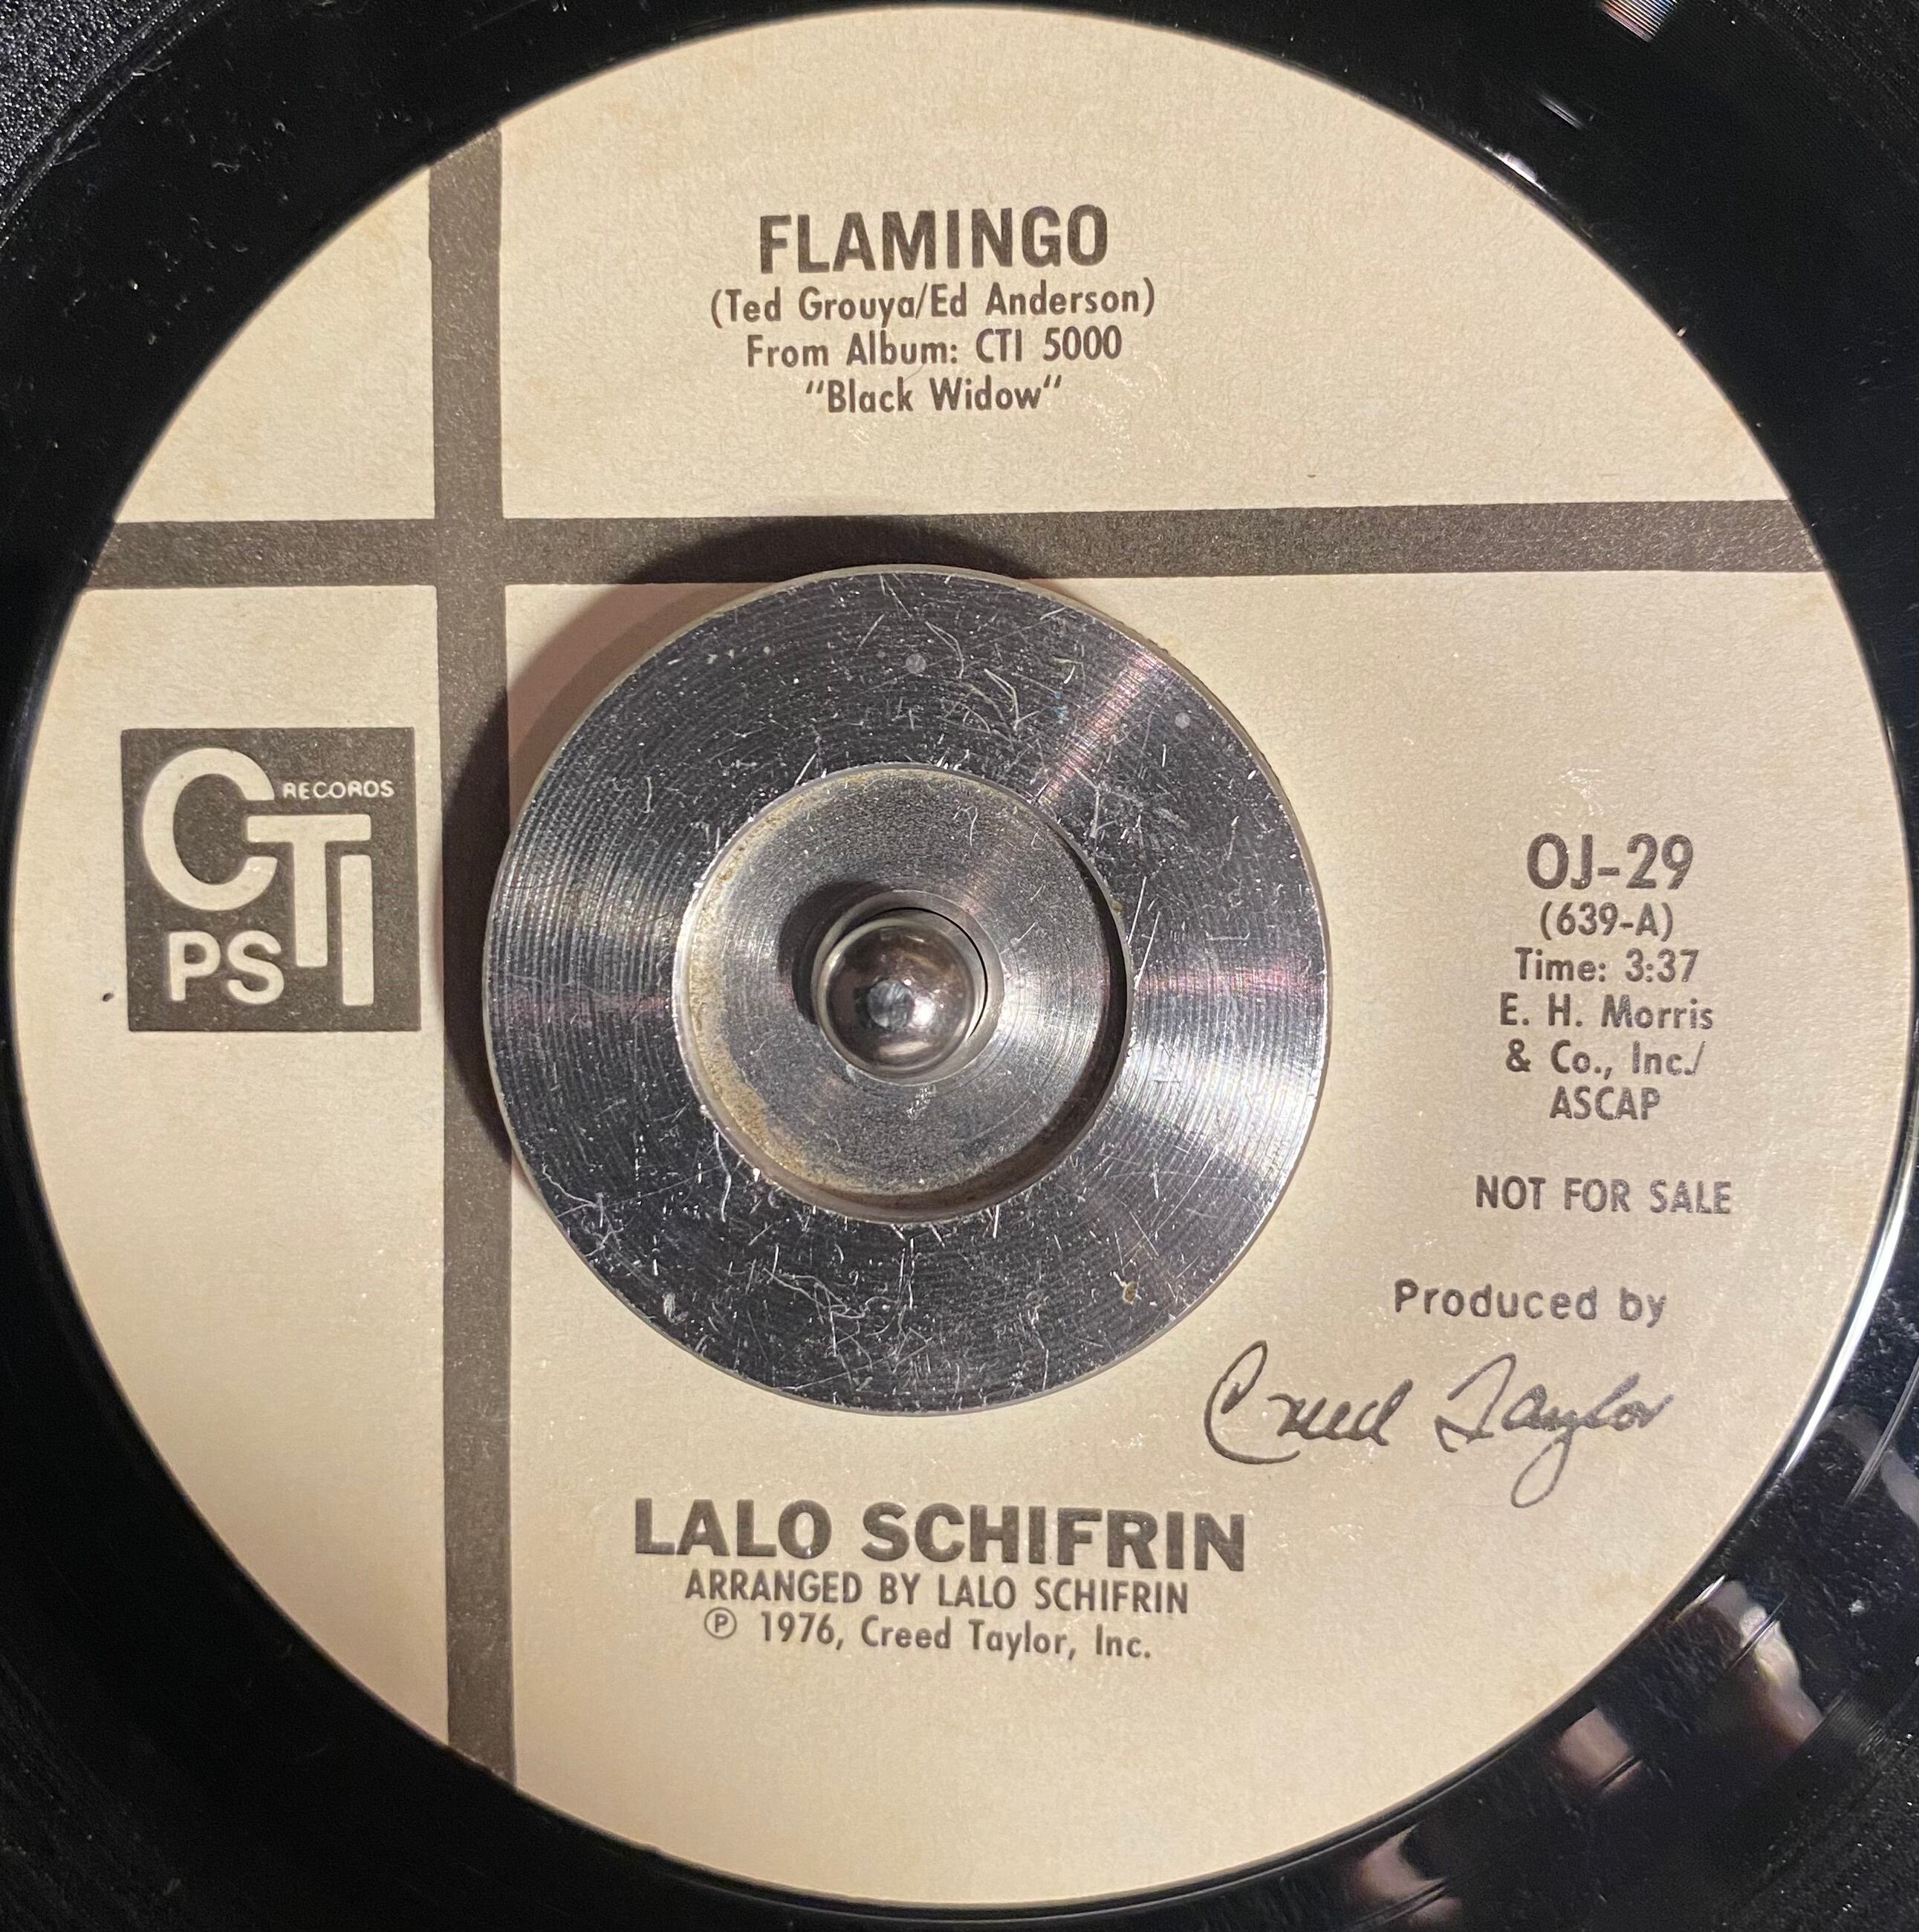 FLAMINGO
(Ted Grouya/Ed Anderson)
From Album: CTI 5000
"Black Widow"
CTI RECORDS
PS
OJ-29
(639-A)
Time: 3:37
E. H. Morris
& Co., Inc./
ASCAP
NOT FOR SALE
Produced by
Creed Taylor
LALO SCHIFRIN
ARRANGED BY LALO SCHIFRIN
℗ 1976, Creed Taylor, Inc.